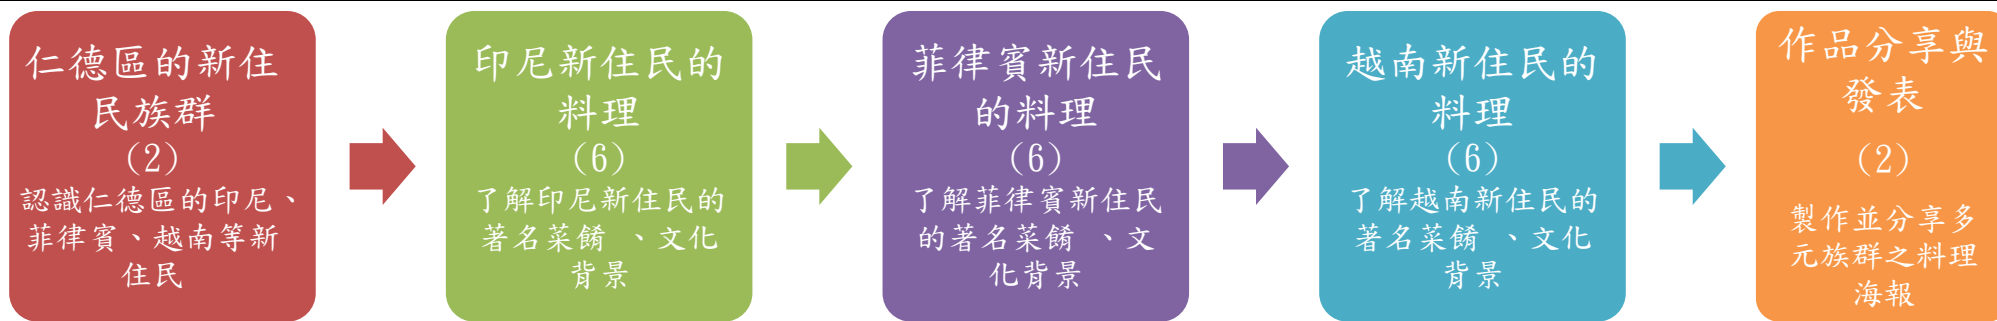 仁德區的新住
民族群
(2)
認識仁德區的印尼、
菲律賓、越南等新
住民
印尼新住民的
料理
(6)
了解印尼新住民的
著名菜餚 、文化
背景
菲律賓新住民
的料理
(6)
了解菲律賓新住民
的著名菜餚 、文
化背景
越南新住民的
料理
(6)
了解越南新住民的
著名菜餚 、文化
背景
作品分享與
發表
(2)
製作並分享多
元族群之料理
海報